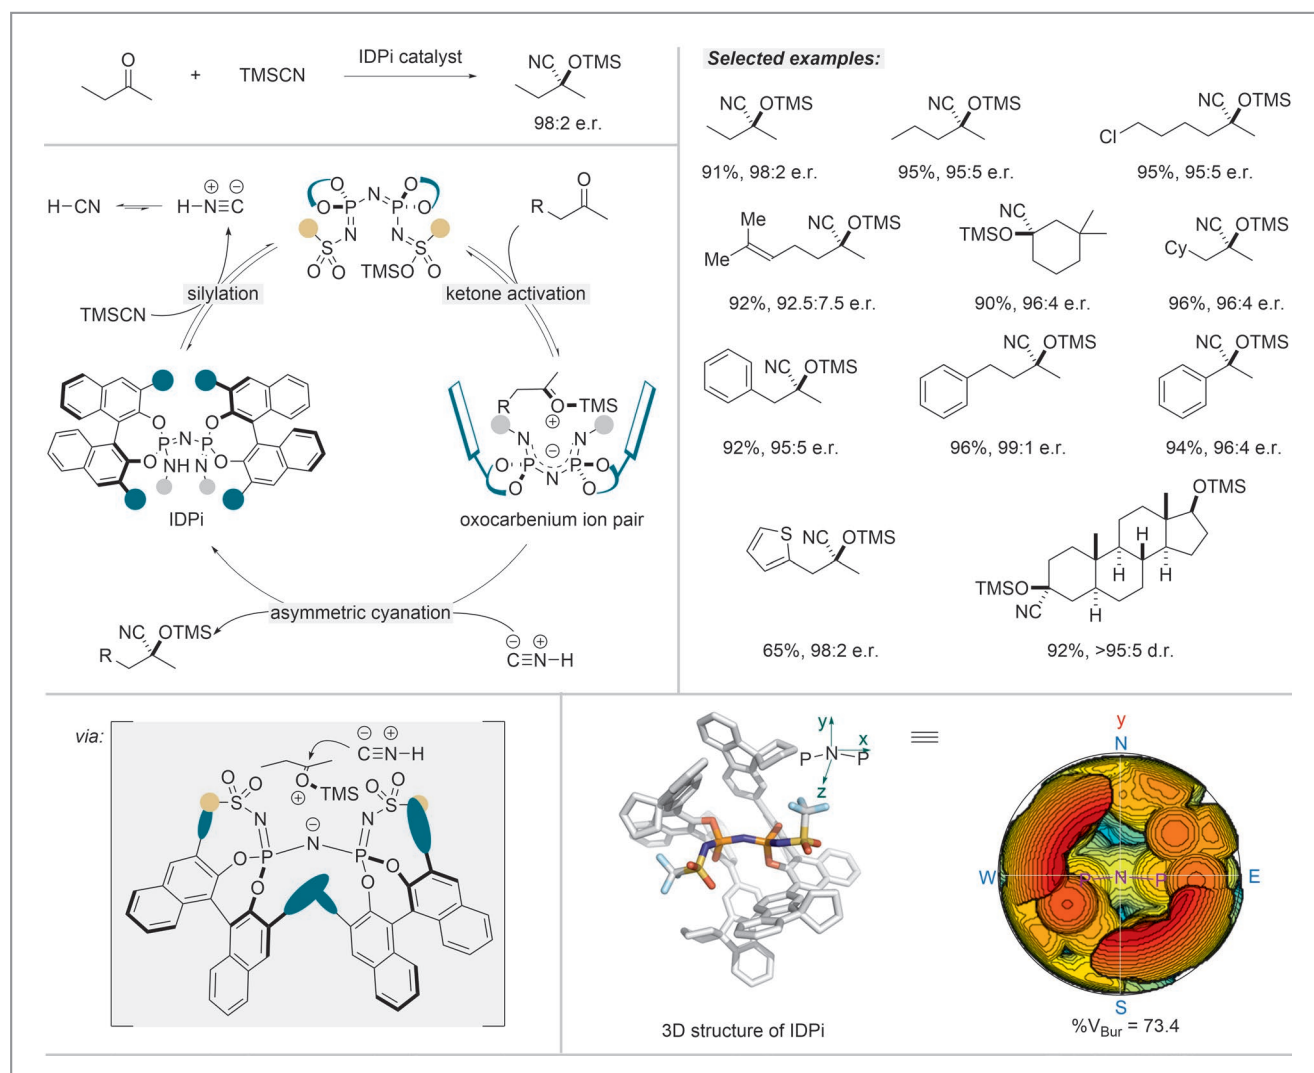 O
+
TMSCN
IDPi catalyst
NC
OTMS
98:2 e.r.
H−CN
H−N≡C
⊕
⊖
O
O
P
N
P
O
O
N
N
S
S
O
O
TMSO
O
R
O
silylation
TMSCN
ketone activation
O
O
P
N
P
O
O
NH
N
IDPi
R
O
TMS
⊕
N
N
⊖
P
P
O
O
N
O
O
oxocarbenium ion pair
asymmetric cyanation
NC
OTMS
R
⊖
⊕
C≡N−H
Selected examples:
NC
OTMS
91%, 98:2 e.r.
NC
OTMS
95%, 95:5 e.r.
NC
OTMS
Cl
95%, 95:5 e.r.
Me
Me
NC
OTMS
92%, 92.5:7.5 e.r.
NC
TMSO
90%, 96:4 e.r.
NC
OTMS
Cy
96%, 96:4 e.r.
NC
OTMS
92%, 95:5 e.r.
NC
OTMS
96%, 99:1 e.r.
NC
OTMS
94%, 96:4 e.r.
S
NC
OTMS
65%, 98:2 e.r.
OTMS
H
H
H
H
TMSO
NC
92%, >95:5 d.r.
via:
⊖
⊕
C≡N−H
O
TMS
⊕
O
O
S
N
O
O
S
N
⊖
P
N
P
O
O
O
O
y
x
z
P
N
P
3D structure of IDPi
y
N
W
P
N
P
E
S
%VBur = 73.4